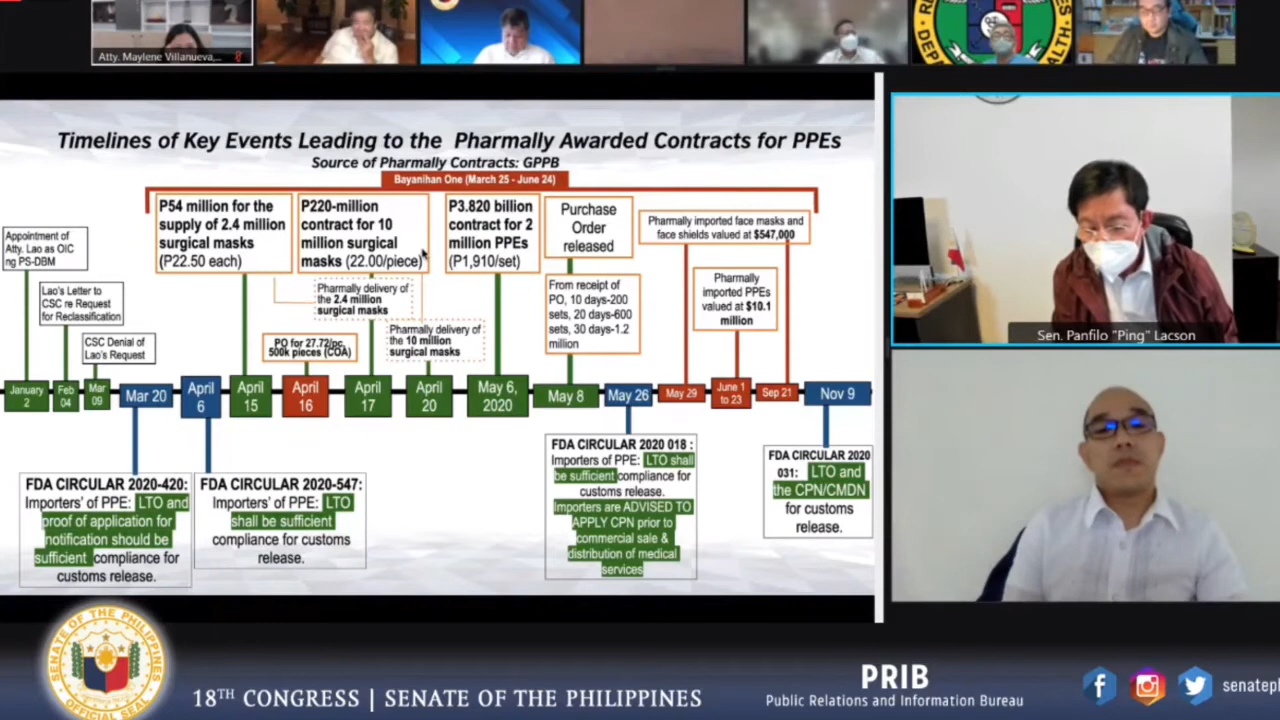 Atty. Maylene Villanueva,...
Timelines of Key Events Leading to the Pharmally Awarded Contracts for PPEs
Source of Pharmally Contracts: GPPB
Bayanihan One (March 25 - June 24)
Appointment of
Atty. Lao as OIC
ng PS-DBM
Lao's Letter to
CSC re Request
for Reclassification
CSC Denial of
Lao's Request
P54 million for the
supply of 2.4 million
surgical masks
(P22.50 each)
P220-million
contract for 10
million surgical
masks (22.00/piece)
P3.820 billion
contract for 2
million PPEs
(P1,910/set)
Purchase
Order
released
Pharmally imported face masks and
face shields valued at $547,000
Pharmally delivery of
the 2.4 million
surgical masks
PO for 27.72/pc,
500k pieces (COA)
Pharmally delivery of
the 10 million
surgical masks
From receipt of
PO, 10 days-200
sets, 20 days-600
sets, 30 days-1.2
million
Pharmally
imported PPEs
valued at $10.1
million
January
2
Feb
04
Mar
09
Mar 20
April
6
April
15
April
16
April
17
April
20
May 6,
2020
May 8
May 26
May 29
June 1
to 23
Sep 21
Nov 9
FDA CIRCULAR 2020-420:
Importers' of PPE: LTO and
proof of application for
notification should be
sufficient compliance for
customs release.
FDA CIRCULAR 2020-547:
Importers' of PPE: LTO
shall be sufficient
compliance for customs
release.
FDA CIRCULAR 2020 018 :
Importers of PPE: LTO shall
be sufficient compliance for
customs release.
Importers are ADVISED TO
APPLY CPN prior to
commercial sale &
distribution of medical
services
FDA CIRCULAR 2020
031: LTO and
the CPN/CMDN
for customs
release.
Sen. Panfilo "Ping" Lacson
SENATE OF THE PHILIPPINES
OFFICIAL SEAL
18TH CONGRESS | SENATE OF THE PHILIPPINES
PRIB
Public Relations and Information Bureau
senateph